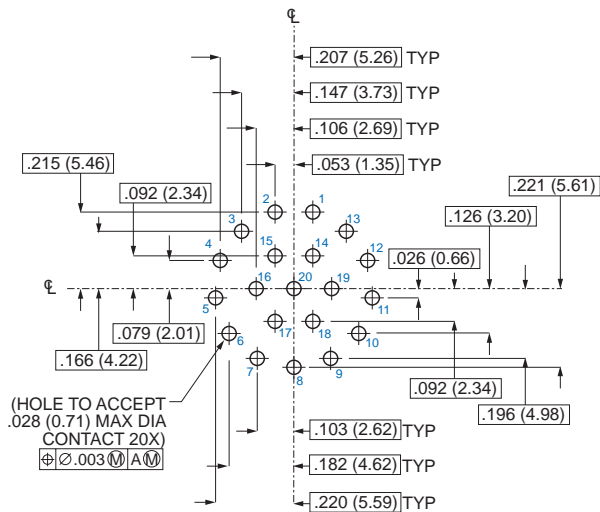 ℄
.207 (5.26) TYP
.147 (3.73) TYP
.106 (2.69) TYP
.053 (1.35) TYP
.215 (5.46)
.092 (2.34)
.221 (5.61)
.126 (3.20)
.026 (0.66)
2 1
3 13
15 14
4 12
℄
16 20 19
5 11
17 18
6 10
7 9
8
.079 (2.01)
.166 (4.22)
.092 (2.34)
.196 (4.98)
(HOLE TO ACCEPT
.028 (0.71) MAX DIA
CONTACT 20X)
⌖ ∅.003 Ⓜ A Ⓜ
.103 (2.62) TYP
.182 (4.62) TYP
.220 (5.59) TYP